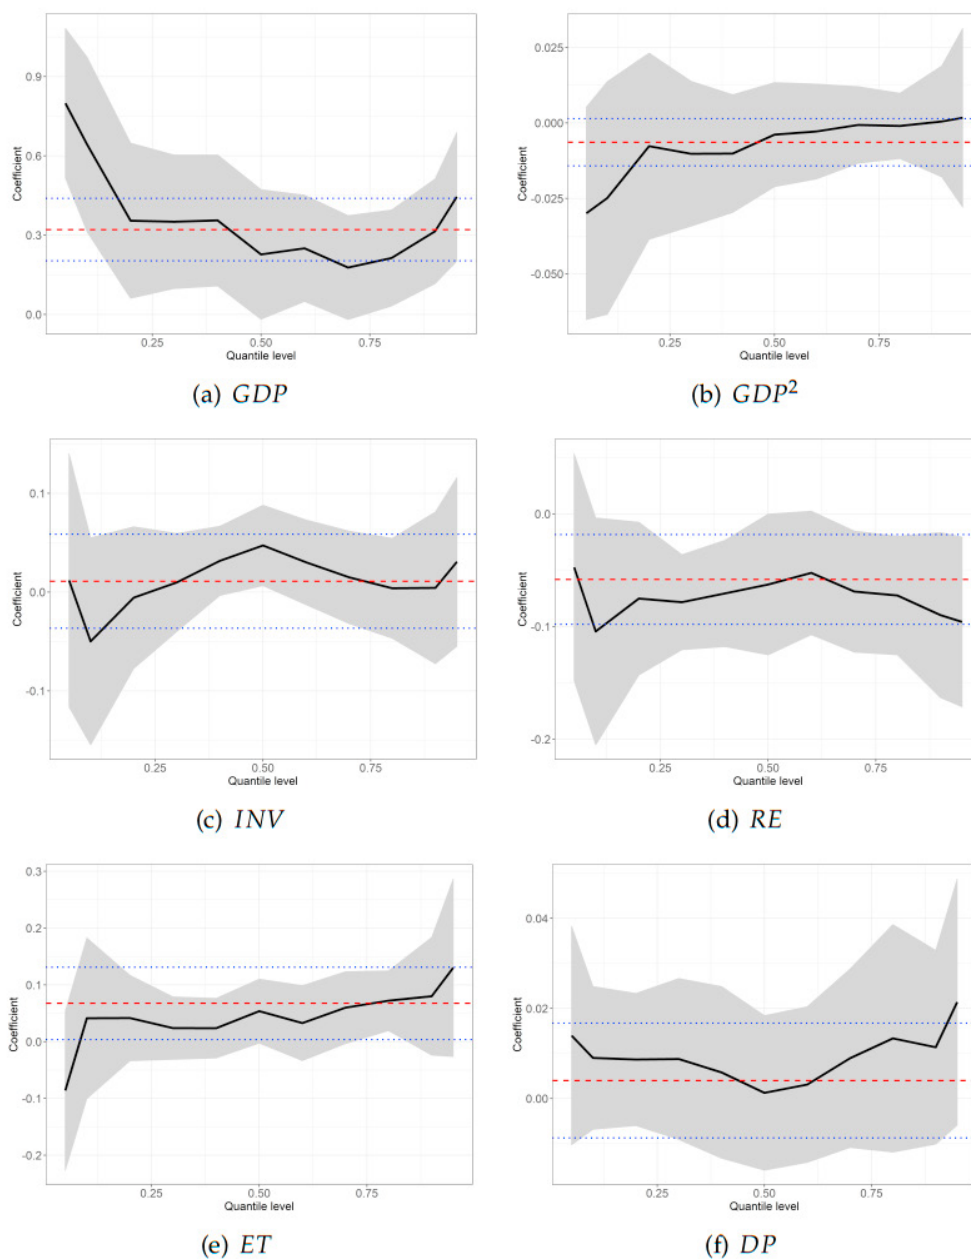 0.9
0.6
0.3
0.0
Coefficient
0.25 0.50 0.75
Quantile level
(a) GDP
0.025
0.000
-0.025
-0.050
Coefficient
0.25 0.50 0.75
Quantile level
(b) GDP²
0.1
0.0
-0.1
Coefficient
0.25 0.50 0.75
Quantile level
(c) INV
0.0
-0.1
-0.2
Coefficient
0.25 0.50 0.75
Quantile level
(d) RE
0.3
0.2
0.1
0.0
-0.1
-0.2
Coefficient
0.25 0.50 0.75
Quantile level
(e) ET
0.04
0.02
0.00
Coefficient
0.25 0.50 0.75
Quantile level
(f) DP